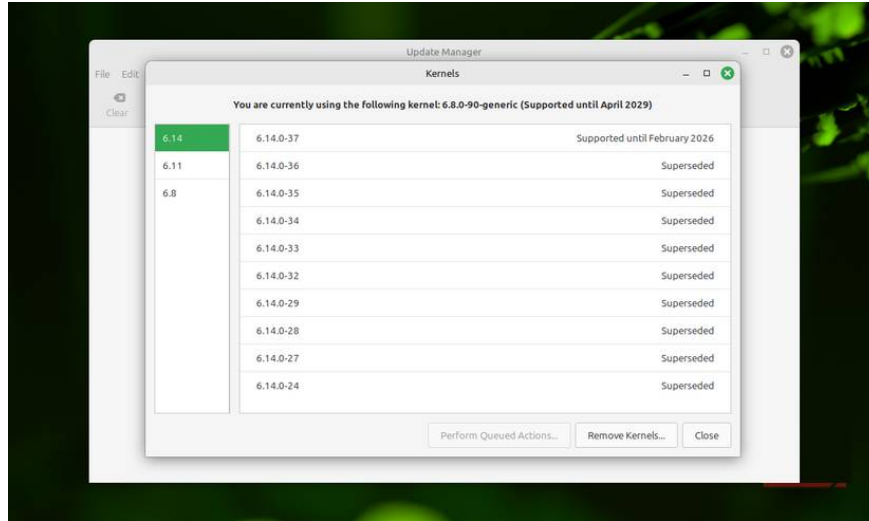 Update Manager
Kernels
File Edit
Clear
You are currently using the following kernel: 6.8.0-90-generic (Supported until April 2029)
6.14
6.11
6.8
6.14.0-37 Supported until February 2026
6.14.0-36 Superseded
6.14.0-35 Superseded
6.14.0-34 Superseded
6.14.0-33 Superseded
6.14.0-32 Superseded
6.14.0-29 Superseded
6.14.0-28 Superseded
6.14.0-27 Superseded
6.14.0-24 Superseded
Perform Queued Actions... Remove Kernels... Close